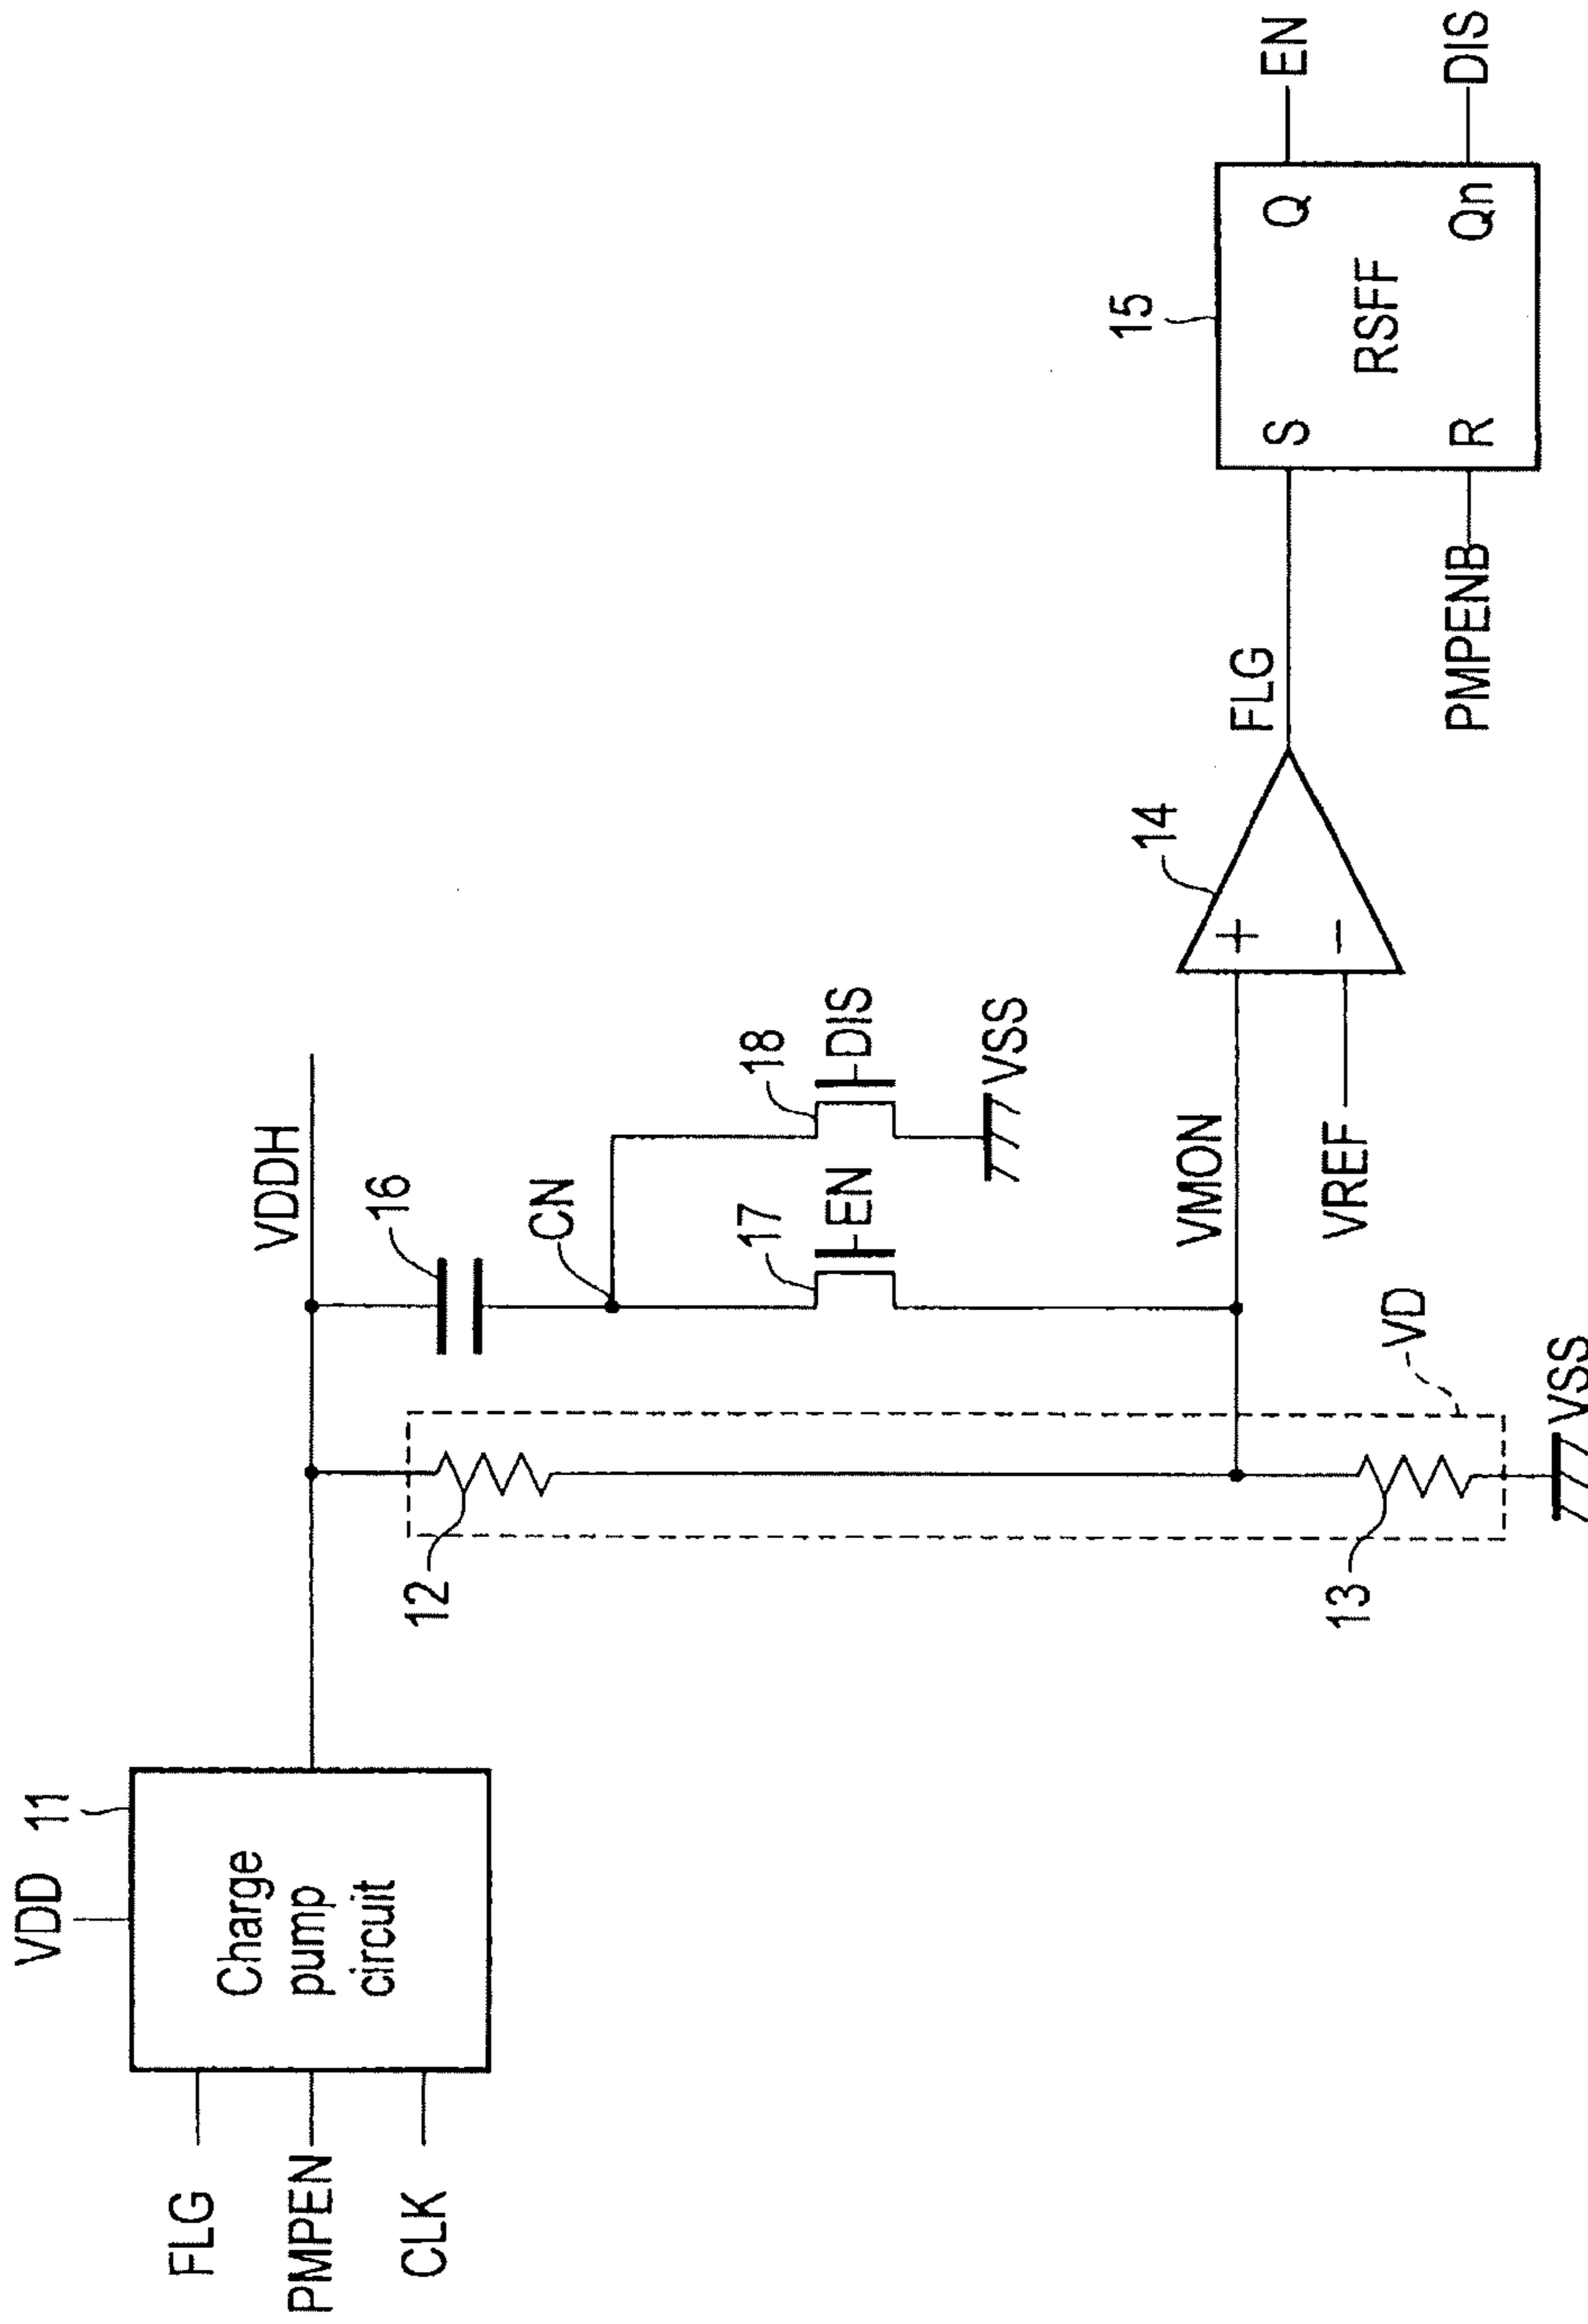 VDD
11
Charge
pump
circuit
FLG
PMPEN
CLK
VDDH
16
CN
12
17
EN
18
DIS
VSS
VMON
VREF
VD
13
VSS
14
+
−
FLG
PMPENB
15
S
R
RSFF
Q
Qn
EN
DIS